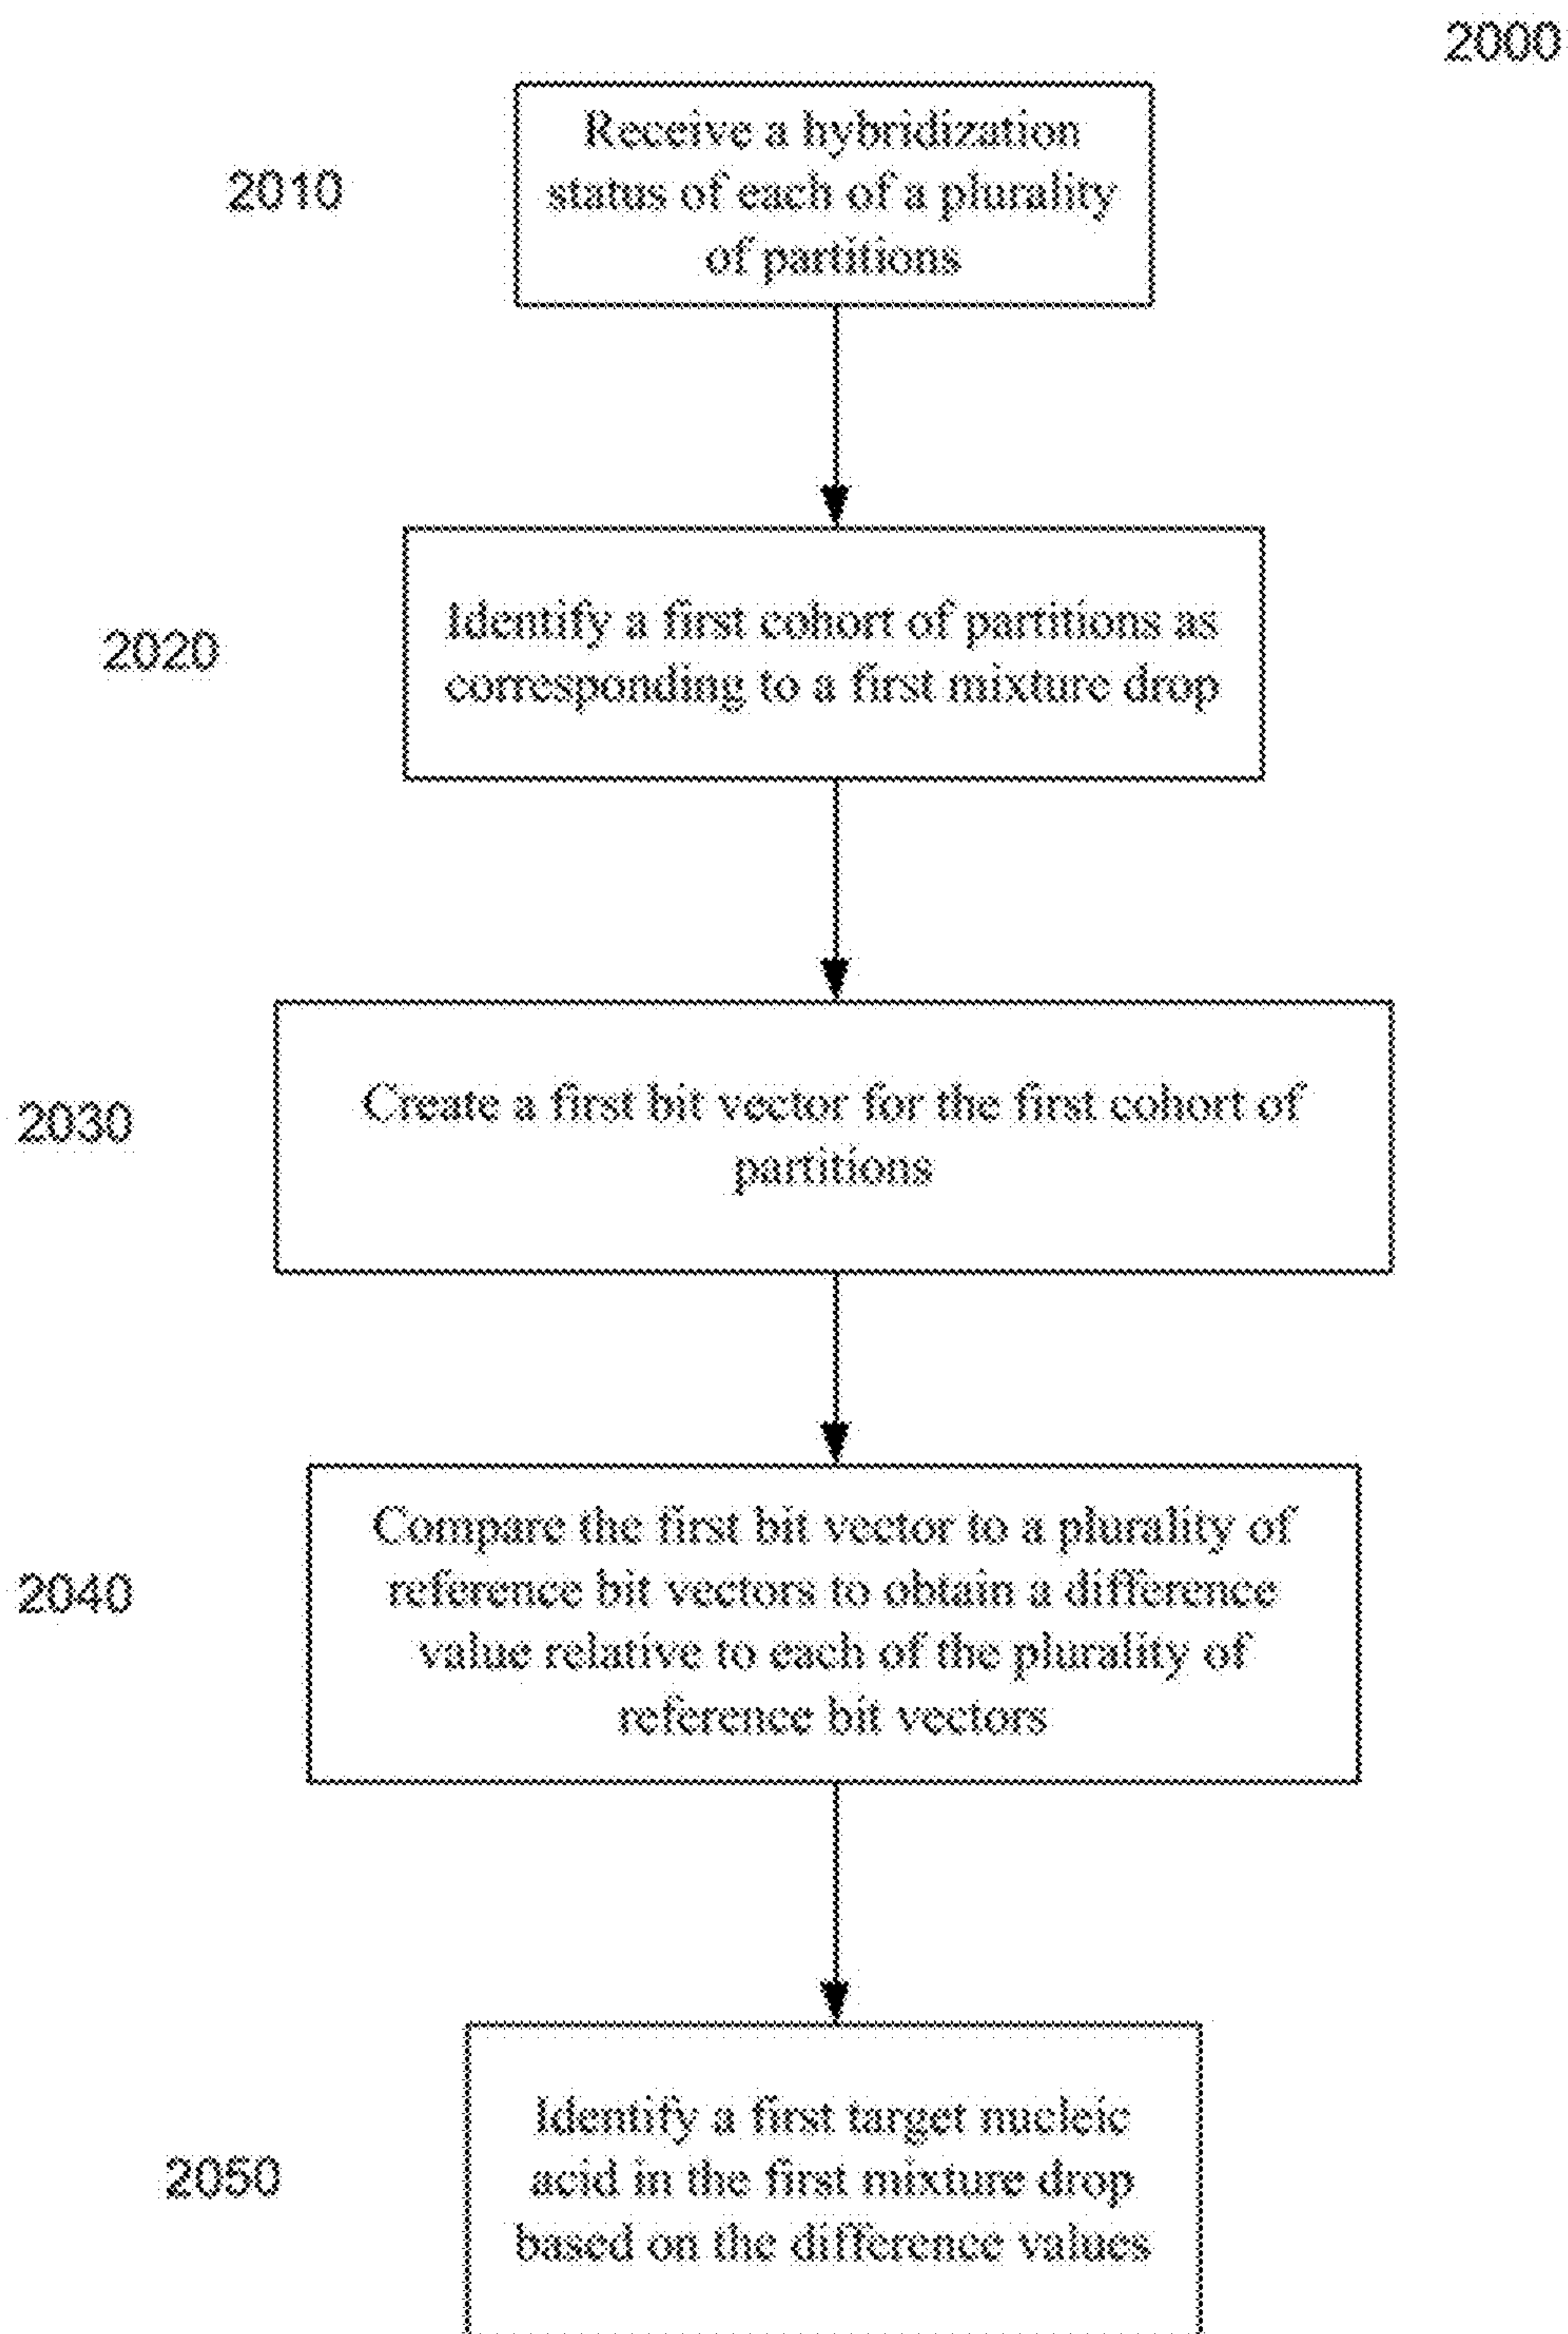 2000
Receive a hybridization
status of each of a plurality
of partitions
2010
Identify a first cohort of partitions as
corresponding to a first mixture drop
2020
Create a first bit vector for the first cohort of
partitions
2030
Compare the first bit vector to a plurality of
reference bit vectors to obtain a difference
value relative to each of the plurality of
reference bit vectors
2040
Identify a first target nucleic
acid in the first mixture drop
based on the difference values
2050